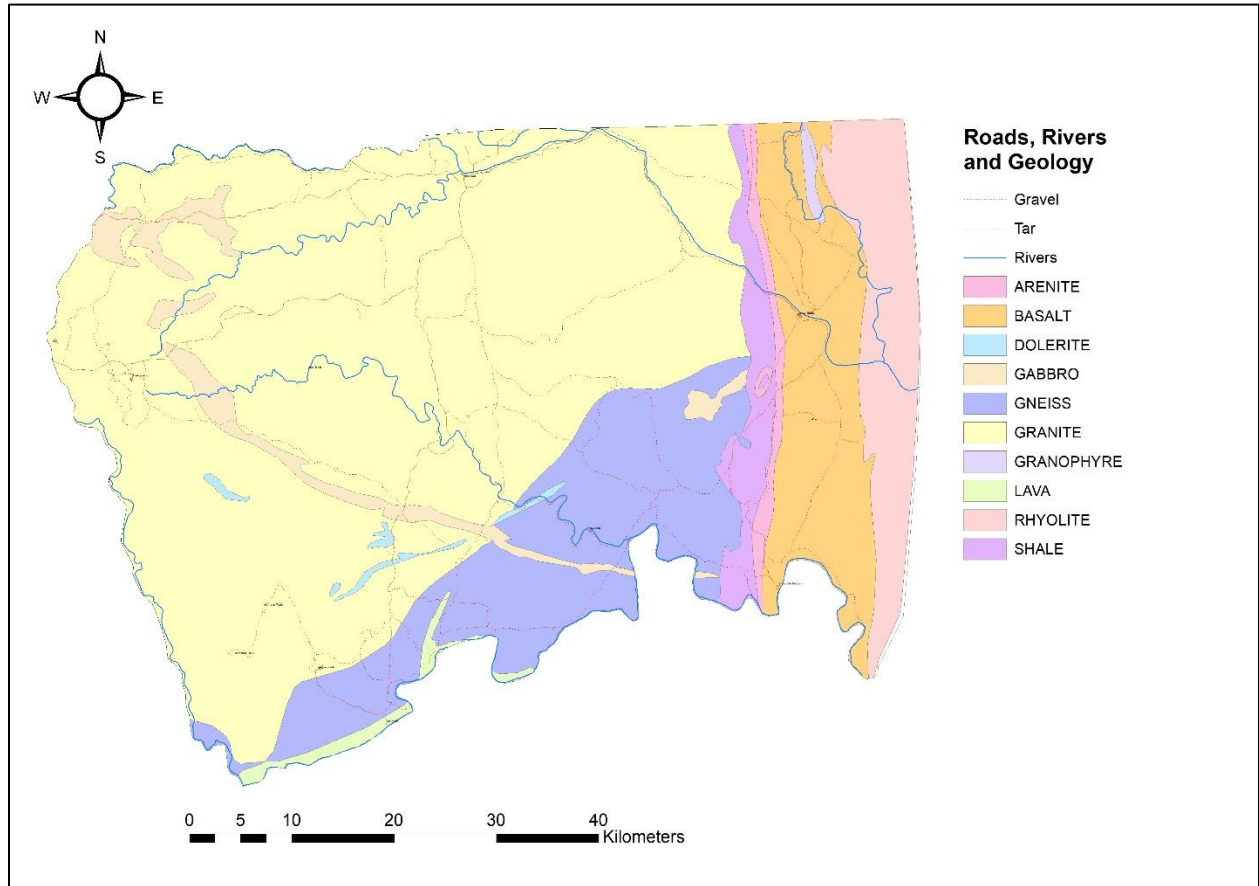 N
W E
S
Roads, Rivers
and Geology
Gravel
Tar
Rivers
ARENITE
BASALT
DOLERITE
GABBRO
GNEISS
GRANITE
GRANOPHYRE
LAVA
RHYOLITE
SHALE
0 5 10 20 30 40
Kilometers